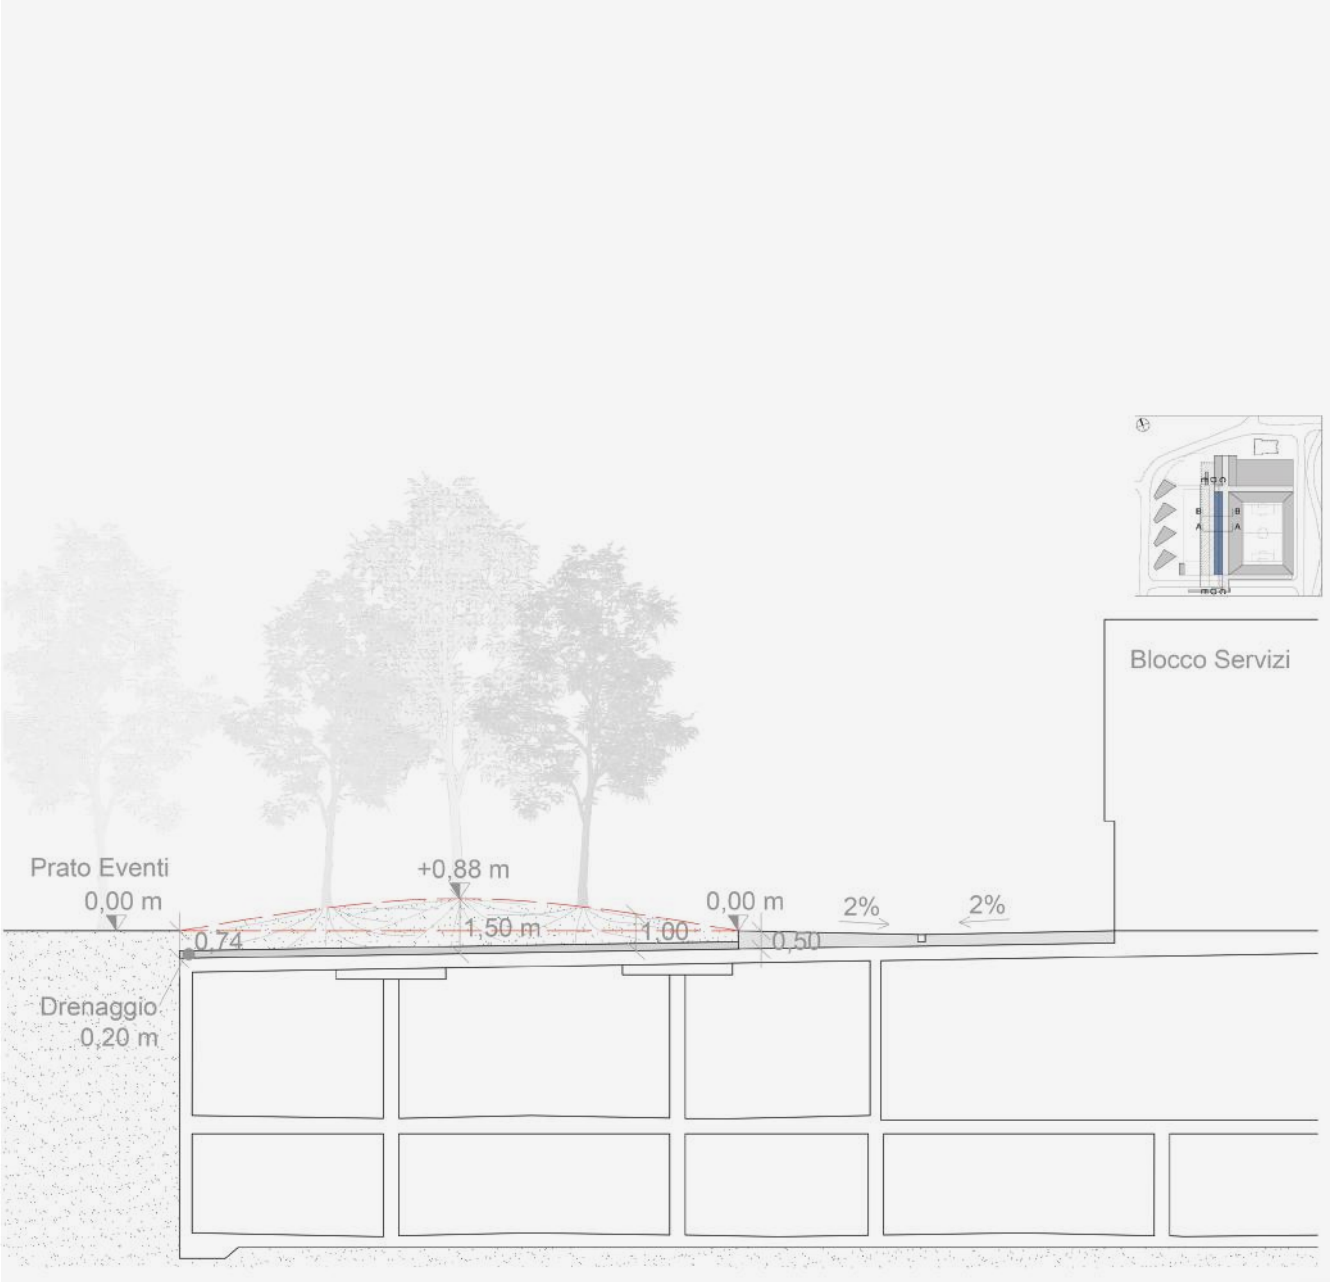 B
B
A
A
Blocco Servizi
Prato Eventi
0,00 m
+0,88 m
0,00 m
2%
2%
0,74
1,50 m
1,00
0,50
Drenaggio
0,20 m